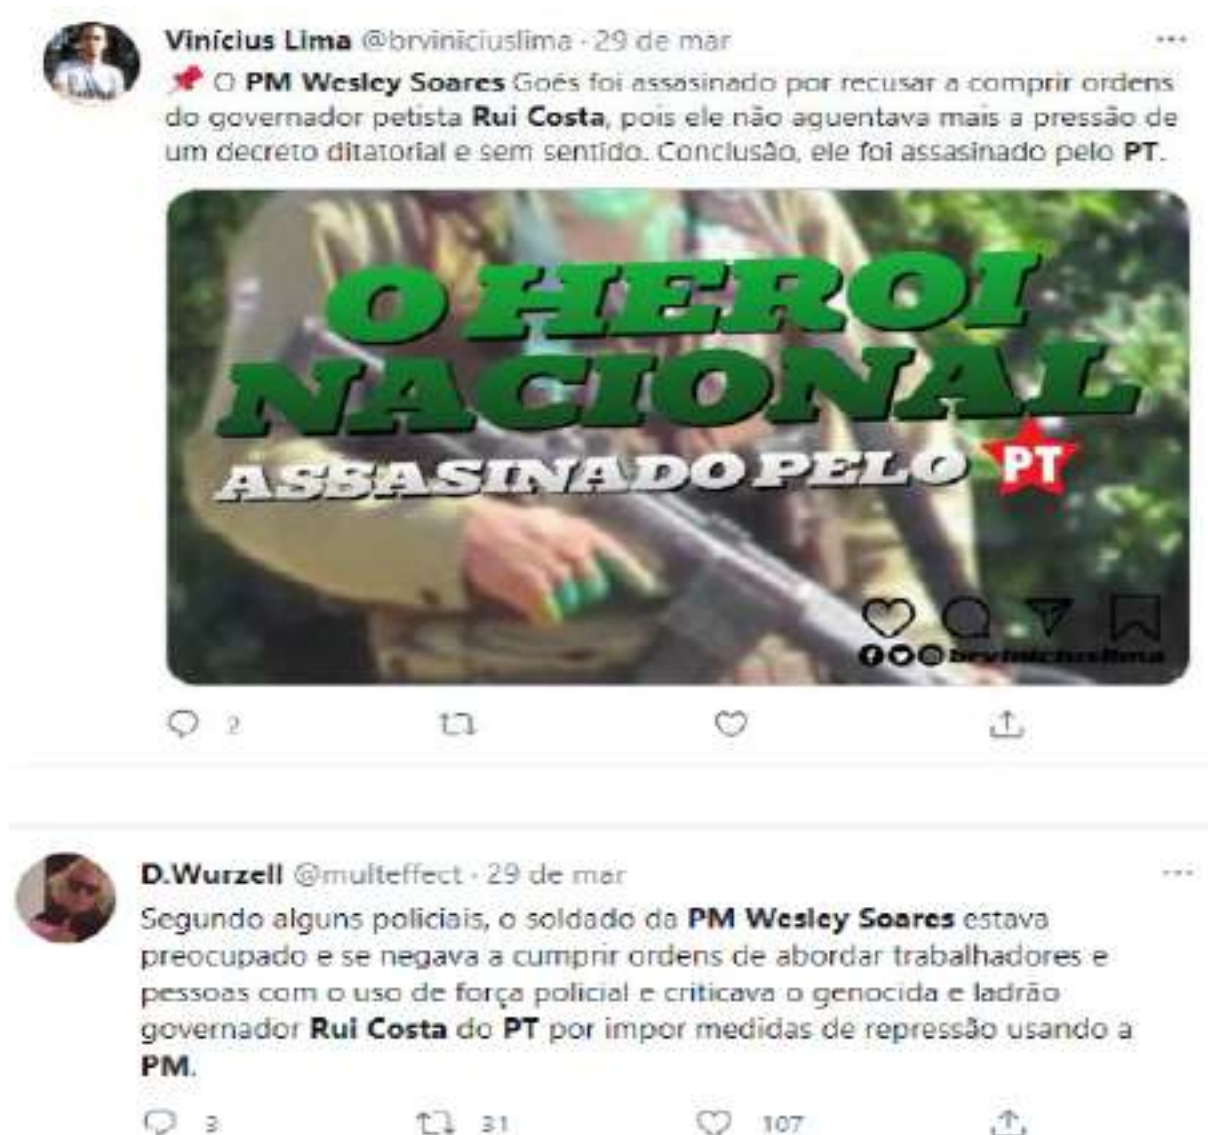 Vinícius Lima @brviniciuslima · 29 de mar
O PM Wesley Soares Goés foi assasinado por recusar a comprir ordens
do governador petista Rui Costa, pois ele não aguentava mais a pressão de
um decreto ditatorial e sem sentido. Conclusão, ele foi assasinado pelo PT.
O HEROI
NACIONAL
ASSASINADO PELO PT
brviniciuslima
2
D.Wurzell @multeffect · 29 de mar
Segundo alguns policiais, o soldado da PM Wesley Soares estava
preocupado e se negava a cumprir ordens de abordar trabalhadores e
pessoas com o uso de força policial e criticava o genocida e ladrão
governador Rui Costa do PT por impor medidas de repressão usando a
PM.
3 31 107